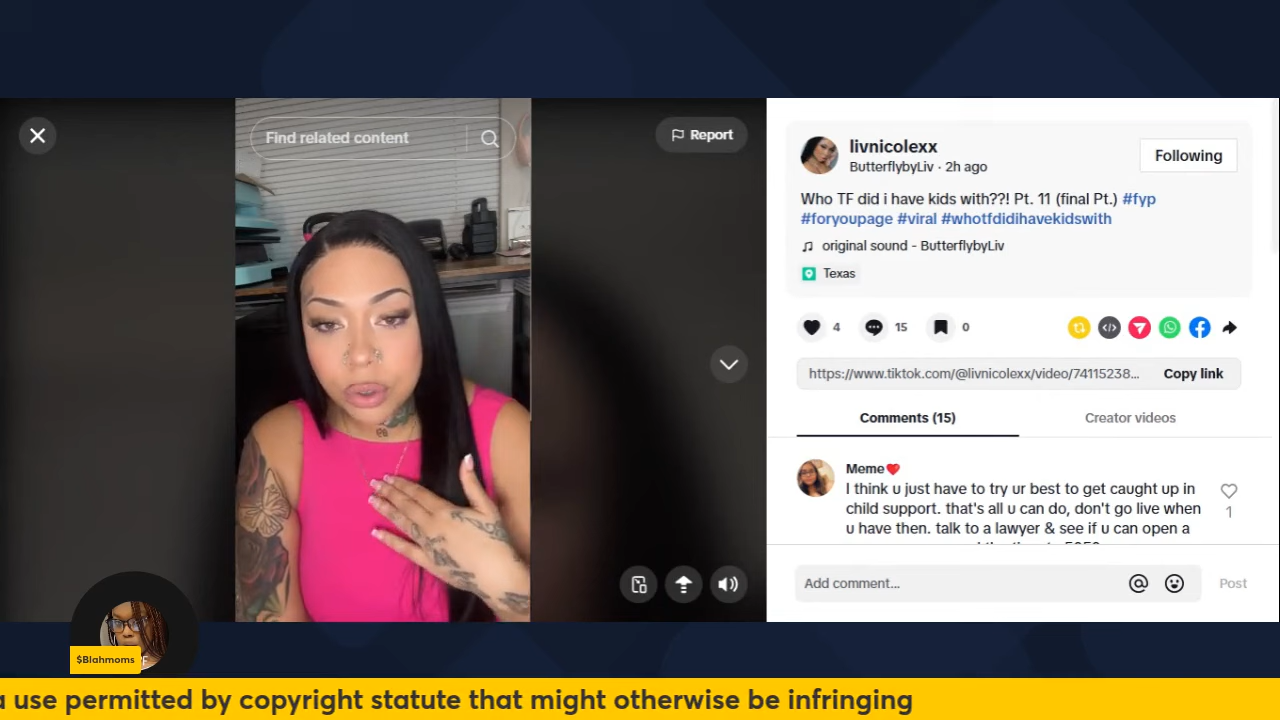 Find related content
Report
livnicolexx
ButterflybyLiv · 2h ago
Following
Who TF did i have kids with??! Pt. 11 (final Pt.) #fyp
#foryoupage #viral #whotfdidihavekidswith
original sound - ButterflybyLiv
Texas
4
15
0
https://www.tiktok.com/@livnicolexx/video/74115238...
Copy link
Comments (15)
Creator videos
Meme❤️
I think u just have to try ur best to get caught up in
child support. that's all u can do, don't go live when
u have then. talk to a lawyer & see if u can open a
1
Add comment...
Post
$Blahmoms
use permitted by copyright statute that might otherwise be infringing